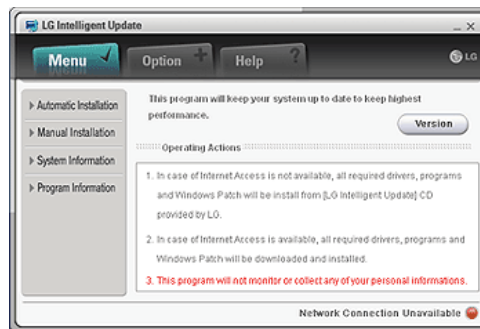 LG Intelligent Update
Menu
Option
Help
LG
Automatic Installation
Manual Installation
System Information
Program Information
This program will keep your system up to date to keep highest
performance.
Version
Operating Actions
1. In case of Internet Access is not available, all required drivers, programs
and Windows Patch will be install from [LG Intelligent Update] CD
provided by LG.
2. In case of Internet Access is available, all required drivers, programs and
Windows Patch will be downloaded and installed.
3. This program will not monitor or collect any of your personal informations.
Network Connection Unavailable